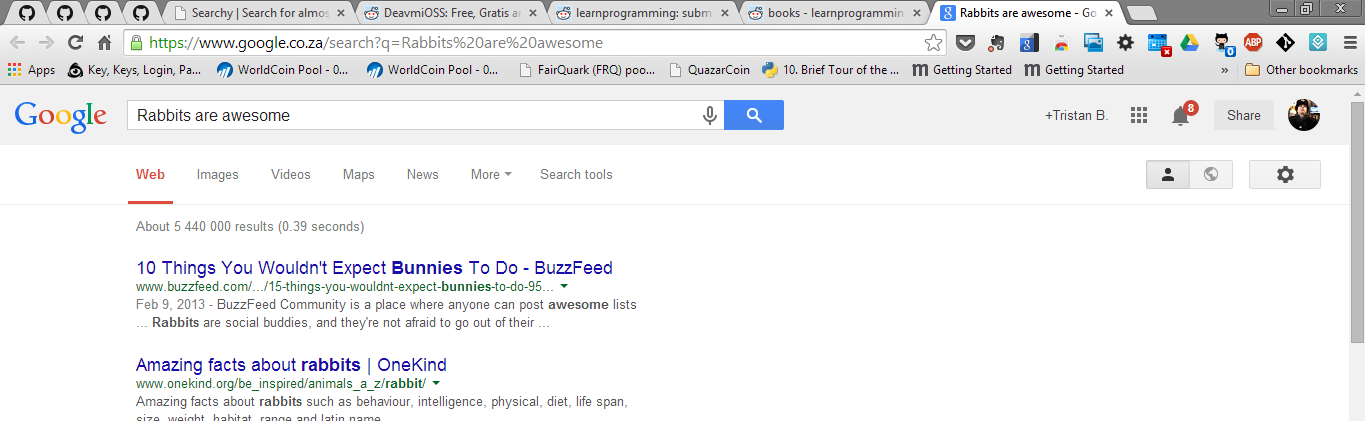 Searchy | Search for almos
DeavmiOSS: Free, Gratis a
learnprogramming: subm
books - learnprogrammin
Rabbits are awesome - Go
https://www.google.co.za/search?q=Rabbits%20are%20awesome
0
ABP
Apps
Key, Keys, Login, Pa...
WorldCoin Pool - 0...
WorldCoin Pool - 0...
FairQuark (FRQ) poo...
QuazarCoin
10. Brief Tour of the ...
Getting Started
Getting Started
»
Other bookmarks
Google
Rabbits are awesome
+Tristan B.
8
Share
Web
Images
Videos
Maps
News
More
Search tools
About 5 440 000 results (0.39 seconds)
10 Things You Wouldn't Expect Bunnies To Do - BuzzFeed
www.buzzfeed.com/.../15-things-you-wouldnt-expect-bunnies-to-do-95...
Feb 9, 2013 - BuzzFeed Community is a place where anyone can post awesome lists
... Rabbits are social buddies, and they're not afraid to go out of their ...
Amazing facts about rabbits | OneKind
www.onekind.org/be_inspired/animals_a_z/rabbit/
Amazing facts about rabbits such as behaviour, intelligence, physical, diet, life span,
size, weight, habitat, range and latin name